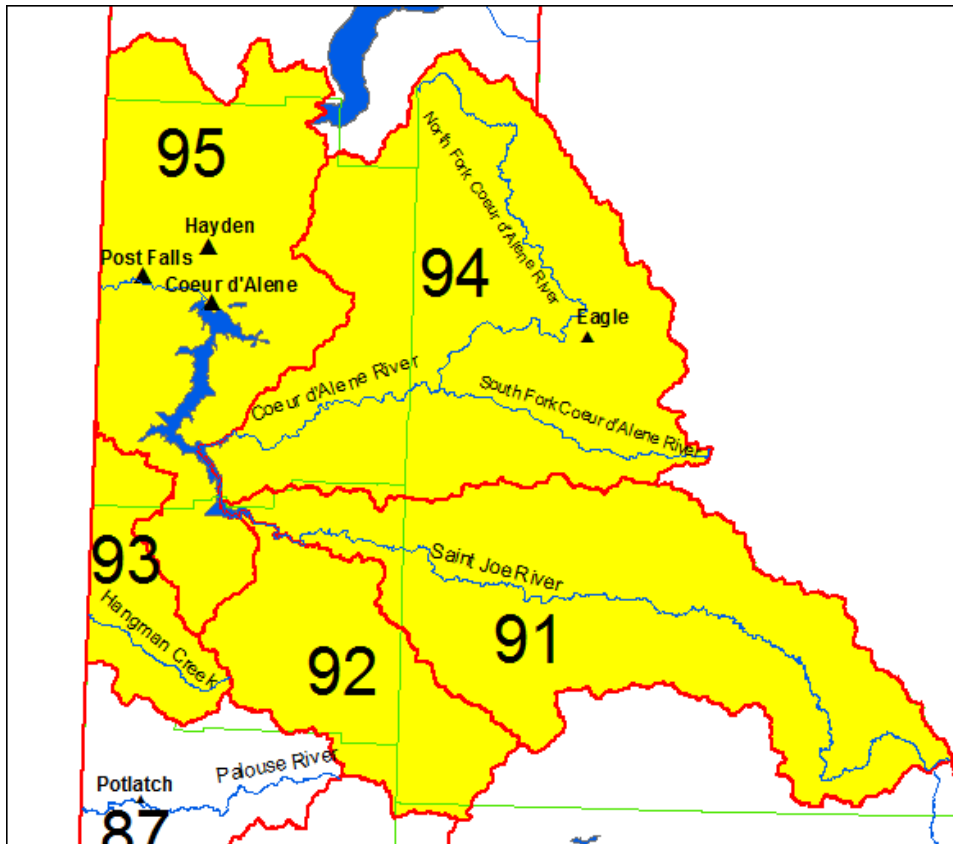 95
North Fork Coeur d'Alene River
Hayden
Post Falls
94
Coeur d'Alene
Eagle
Coeur d'Alene River
South Fork Coeur d'Alene River
93
Saint Joe River
Hangman Creek
91
92
Palouse River
Potlatch
87